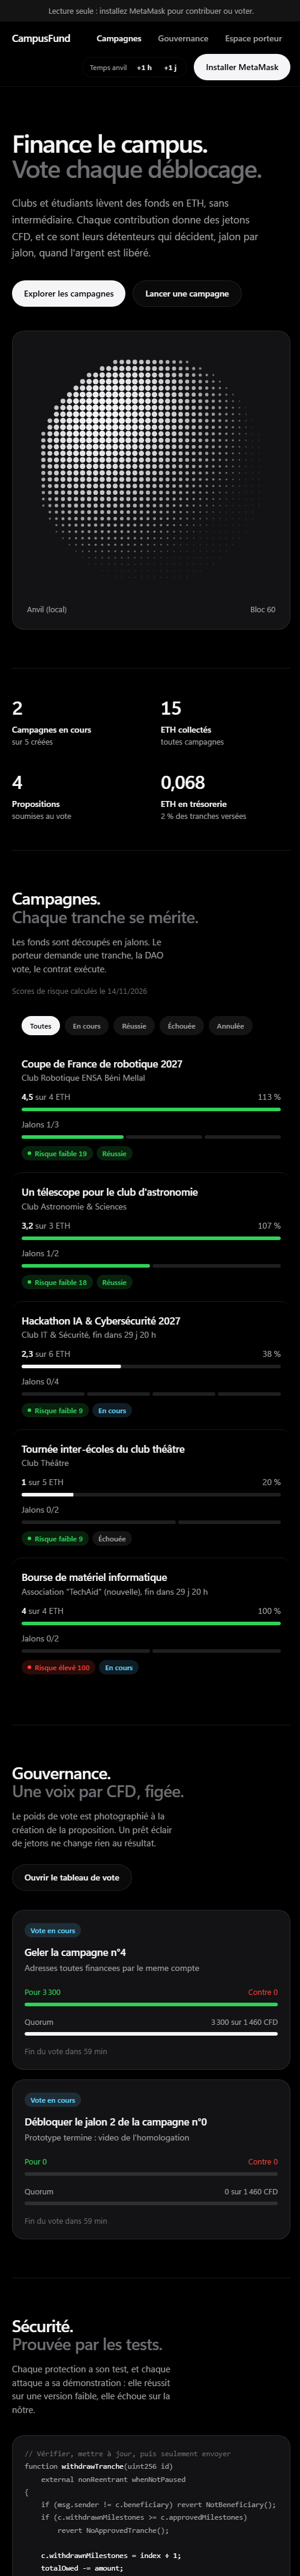 Lecture seule : installez MetaMask pour contribuer ou voter.
CampusFund
Campagnes Gouvernance Espace porteur
Temps anvil +1 h +1 j Installer MetaMask
Finance le campus.
Vote chaque déblocage.
Clubs et étudiants lèvent des fonds en ETH, sans
intermédiaire. Chaque contribution donne des jetons
CFD, et ce sont leurs détenteurs qui décident, jalon par
jalon, quand l'argent est libéré.
Explorer les campagnes Lancer une campagne
Anvil (local) Bloc 60
2 15
Campagnes en cours ETH collectés
sur 5 créées toutes campagnes
4 0,068
Propositions ETH en trésorerie
soumises au vote 2 % des tranches versées
Campagnes.
Chaque tranche se mérite.
Les fonds sont découpés en jalons. Le
porteur demande une tranche, la DAO
vote, le contrat exécute.
Scores de risque calculés le 14/11/2026
Toutes En cours Réussie Échouée Annulée
Coupe de France de robotique 2027
Club Robotique ENSA Béni Mellal
4,5 sur 4 ETH 113 %
Jalons 1/3
Risque faible 19 Réussie
Un télescope pour le club d'astronomie
Club Astronomie & Sciences
3,2 sur 3 ETH 107 %
Jalons 1/2
Risque faible 18 Réussie
Hackathon IA & Cybersécurité 2027
Club IT & Sécurité, fin dans 29 j 20 h
2,3 sur 6 ETH 38 %
Jalons 0/4
Risque faible 9 En cours
Tournée inter-écoles du club théâtre
Club Théâtre
1 sur 5 ETH 20 %
Jalons 0/2
Risque faible 9 Échouée
Bourse de matériel informatique
Association "TechAid" (nouvelle), fin dans 29 j 20 h
4 sur 4 ETH 100 %
Jalons 0/2
Risque élevé 100 En cours
Gouvernance.
Une voix par CFD, figée.
Le poids de vote est photographié à la
création de la proposition. Un prêt éclair
de jetons ne change rien au résultat.
Ouvrir le tableau de vote
Vote en cours
Geler la campagne n°4
Adresses toutes financees par le meme compte
Pour 3 300 Contre 0
Quorum 3 300 sur 1 460 CFD
Fin du vote dans 59 min
Vote en cours
Débloquer le jalon 2 de la campagne n°0
Prototype termine : video de l'homologation
Pour 0 Contre 0
Quorum 0 sur 1 460 CFD
Fin du vote dans 59 min
Sécurité.
Prouvée par les tests.
Chaque protection a son test, et chaque
attaque a sa démonstration : elle réussit
sur une version faible, elle échoue sur la
nôtre.
// Vérifier, mettre à jour, puis seulement envoyer
function withdrawTranche(uint256 id)
external nonReentrant whenNotPaused
{
if (msg.sender != c.beneficiary) revert NotBeneficiary();
if (c.withdrawnMilestones >= c.approvedMilestones)
revert NoApprovedTranche();
c.withdrawnMilestones = index + 1;
totalOwed -= amount;